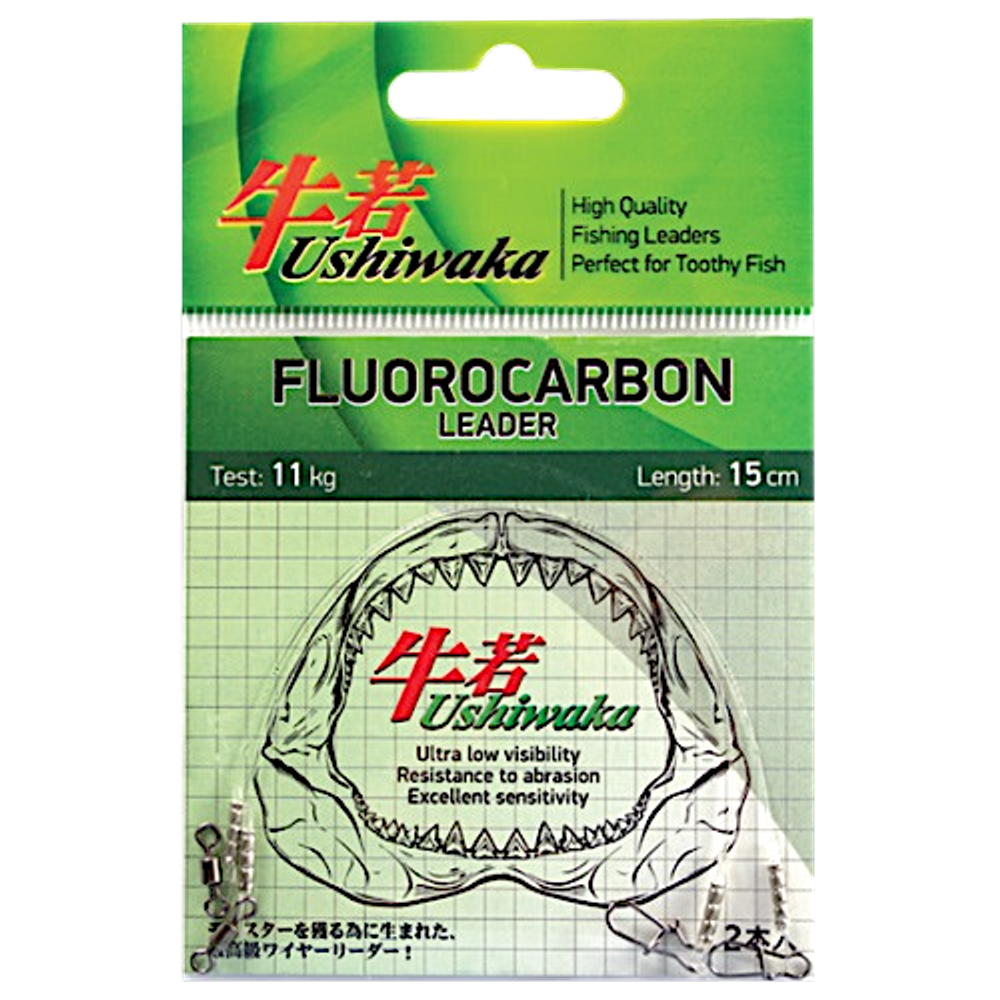 牛若
Ushiwaka
High Quality
Fishing Leaders
Perfect for Toothy Fish
FLUOROCARBON
LEADER
Test: 11 kg
Length: 15 cm
牛若
Ushiwaka
Ultra low visibility
Resistance to abrasion
Excellent sensitivity
スターを獲る為に生まれた、
高級ワイヤーリーダー！
2本入